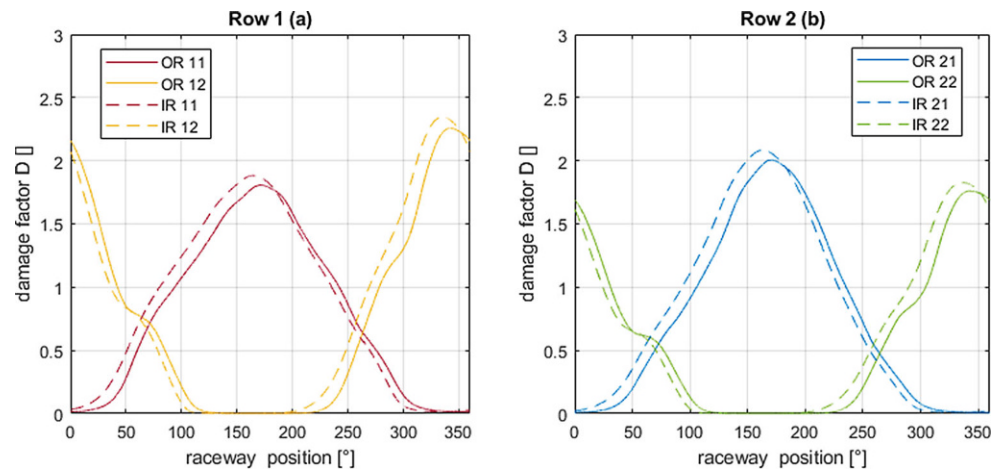 Row 1 (a)
3
2.5
2
1.5
1
0.5
0
damage factor D []
OR 11
OR 12
IR 11
IR 12
0 50 100 150 200 250 300 350
raceway position [°]
Row 2 (b)
3
2.5
2
1.5
1
0.5
0
damage factor D []
OR 21
OR 22
IR 21
IR 22
0 50 100 150 200 250 300 350
raceway position [°]